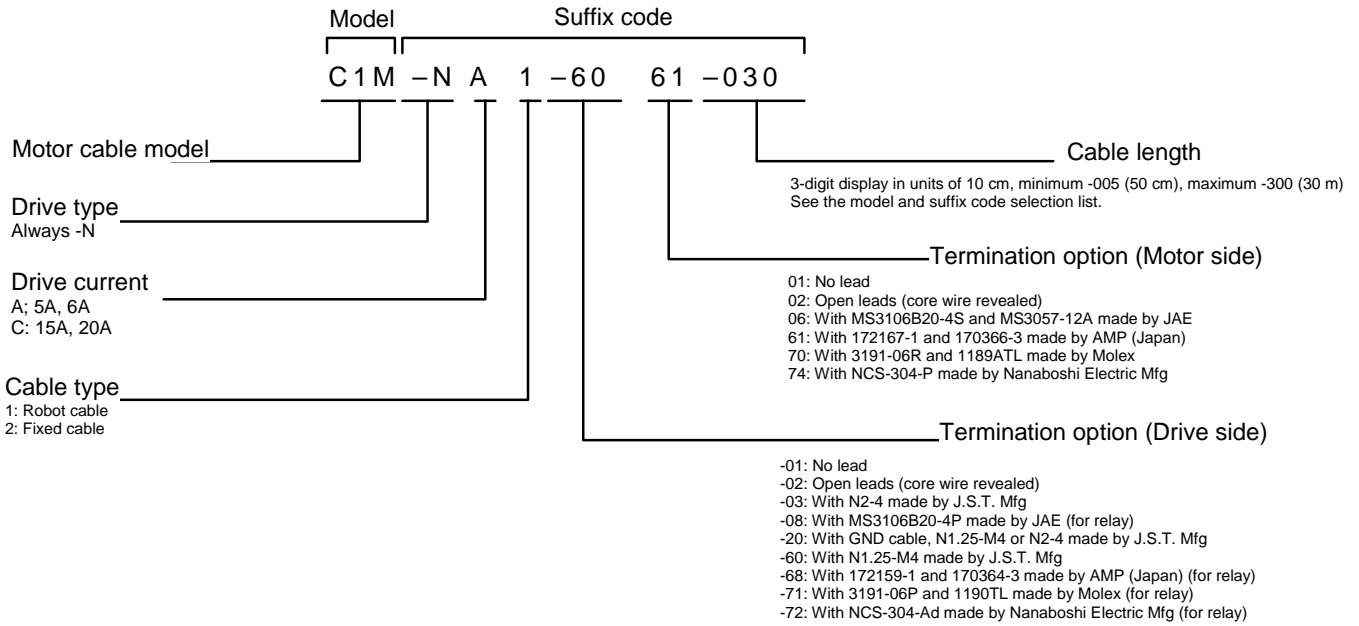 Model
Suffix code
C1M –N A 1 –60 61 –030
Motor cable model
Drive type
Always -N
Drive current
A; 5A, 6A
C: 15A, 20A
Cable type
1: Robot cable
2: Fixed cable
Cable length
3-digit display in units of 10 cm, minimum -005 (50 cm), maximum -300 (30 m)
See the model and suffix code selection list.
Termination option (Motor side)
01: No lead
02: Open leads (core wire revealed)
06: With MS3106B20-4S and MS3057-12A made by JAE
61: With 172167-1 and 170366-3 made by AMP (Japan)
70: With 3191-06R and 1189ATL made by Molex
74: With NCS-304-P made by Nanaboshi Electric Mfg
Termination option (Drive side)
-01: No lead
-02: Open leads (core wire revealed)
-03: With N2-4 made by J.S.T. Mfg
-08: With MS3106B20-4P made by JAE (for relay)
-20: With GND cable, N1.25-M4 or N2-4 made by J.S.T. Mfg
-60: With N1.25-M4 made by J.S.T. Mfg
-68: With 172159-1 and 170364-3 made by AMP (Japan) (for relay)
-71: With 3191-06P and 1190TL made by Molex (for relay)
-72: With NCS-304-Ad made by Nanaboshi Electric Mfg (for relay)